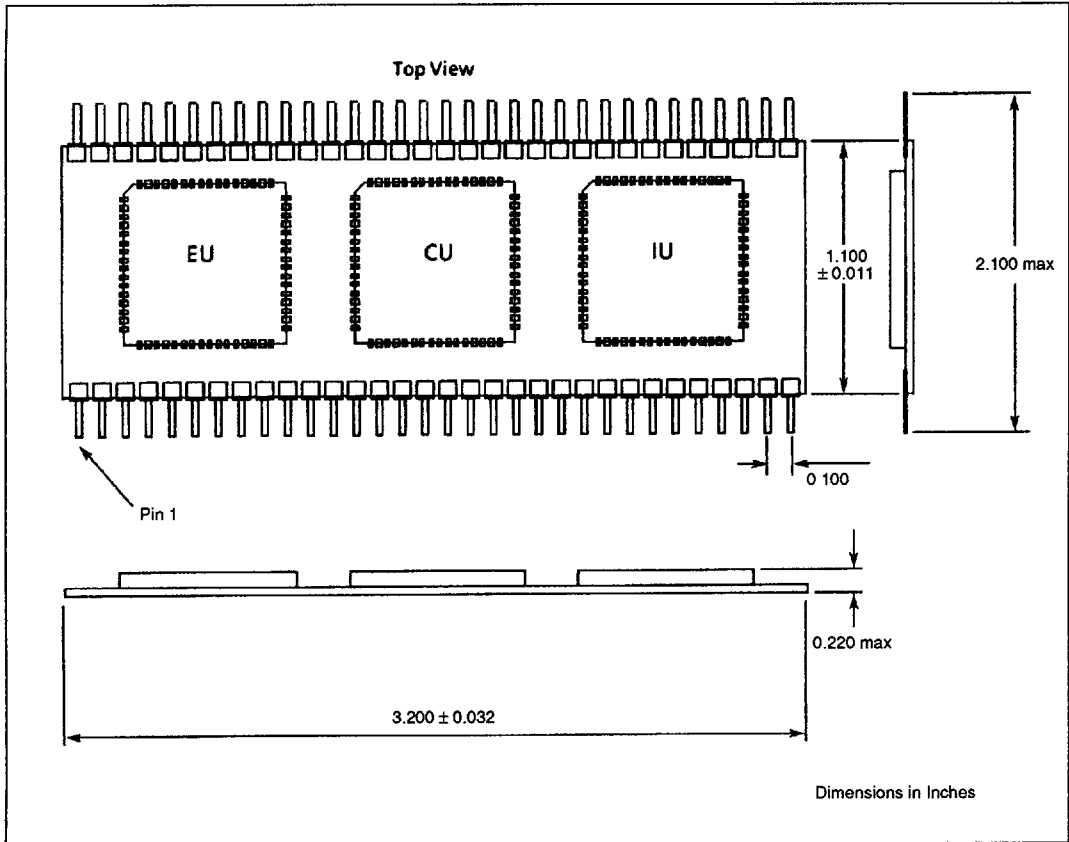 Top View
EU
CU
IU
1.100
± 0.011
2.100 max
0 100
Pin 1
0.220 max
3.200 ± 0.032
Dimensions in Inches